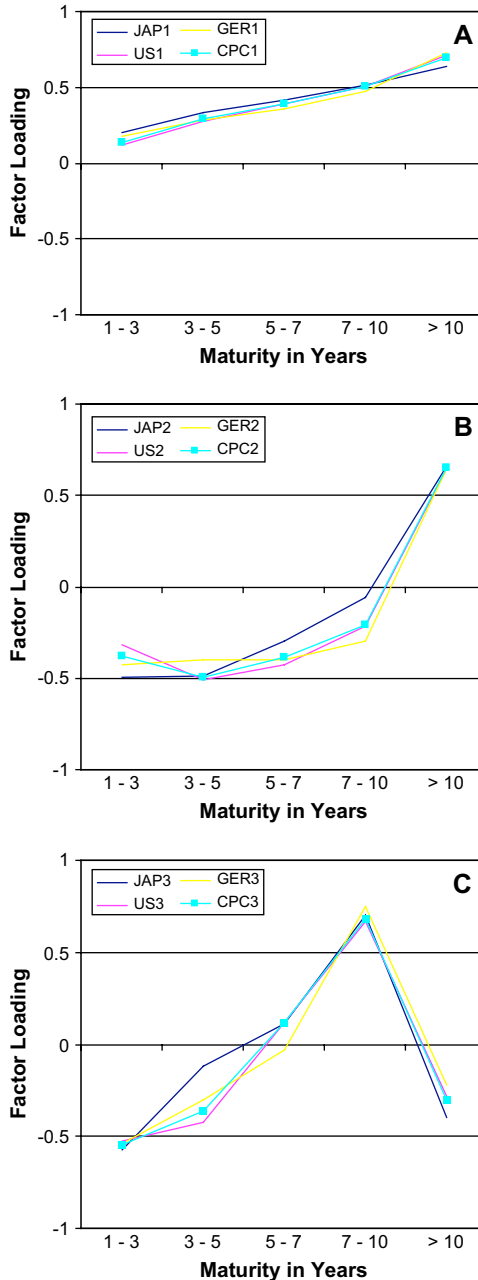 1
JAP1 GER1
US1 CPC1
A
0.5
0
-0.5
-1
Factor Loading
1 - 3 3 - 5 5 - 7 7 - 10 > 10
Maturity in Years
1
JAP2 GER2
US2 CPC2
B
0.5
0
-0.5
-1
Factor Loading
1 - 3 3 - 5 5 - 7 7 - 10 > 10
Maturity in Years
1
JAP3 GER3
US3 CPC3
C
0.5
0
-0.5
-1
Factor Loading
1 - 3 3 - 5 5 - 7 7 - 10 > 10
Maturity in Years